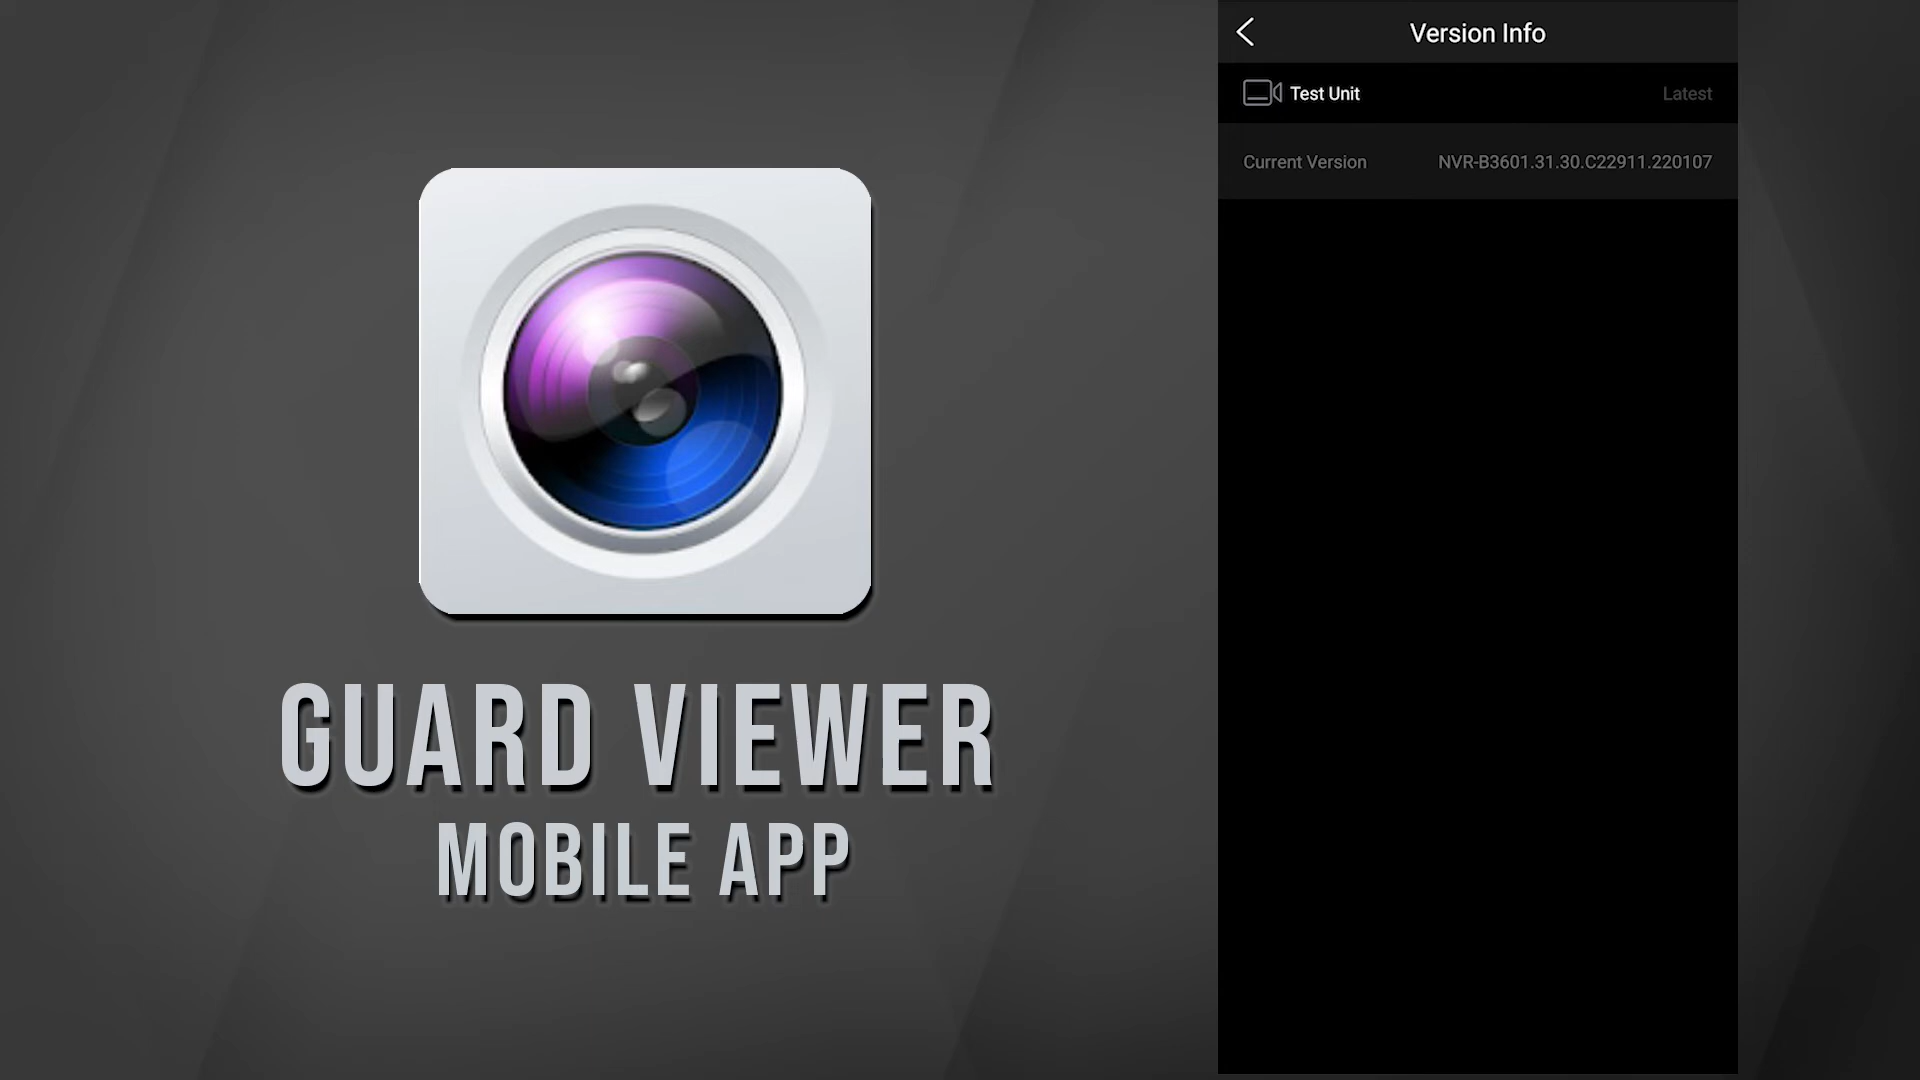 GUARD VIEWER
MOBILE APP
Version Info
Test Unit Latest
Current Version NVR-B3601.31.30.C22911.220107